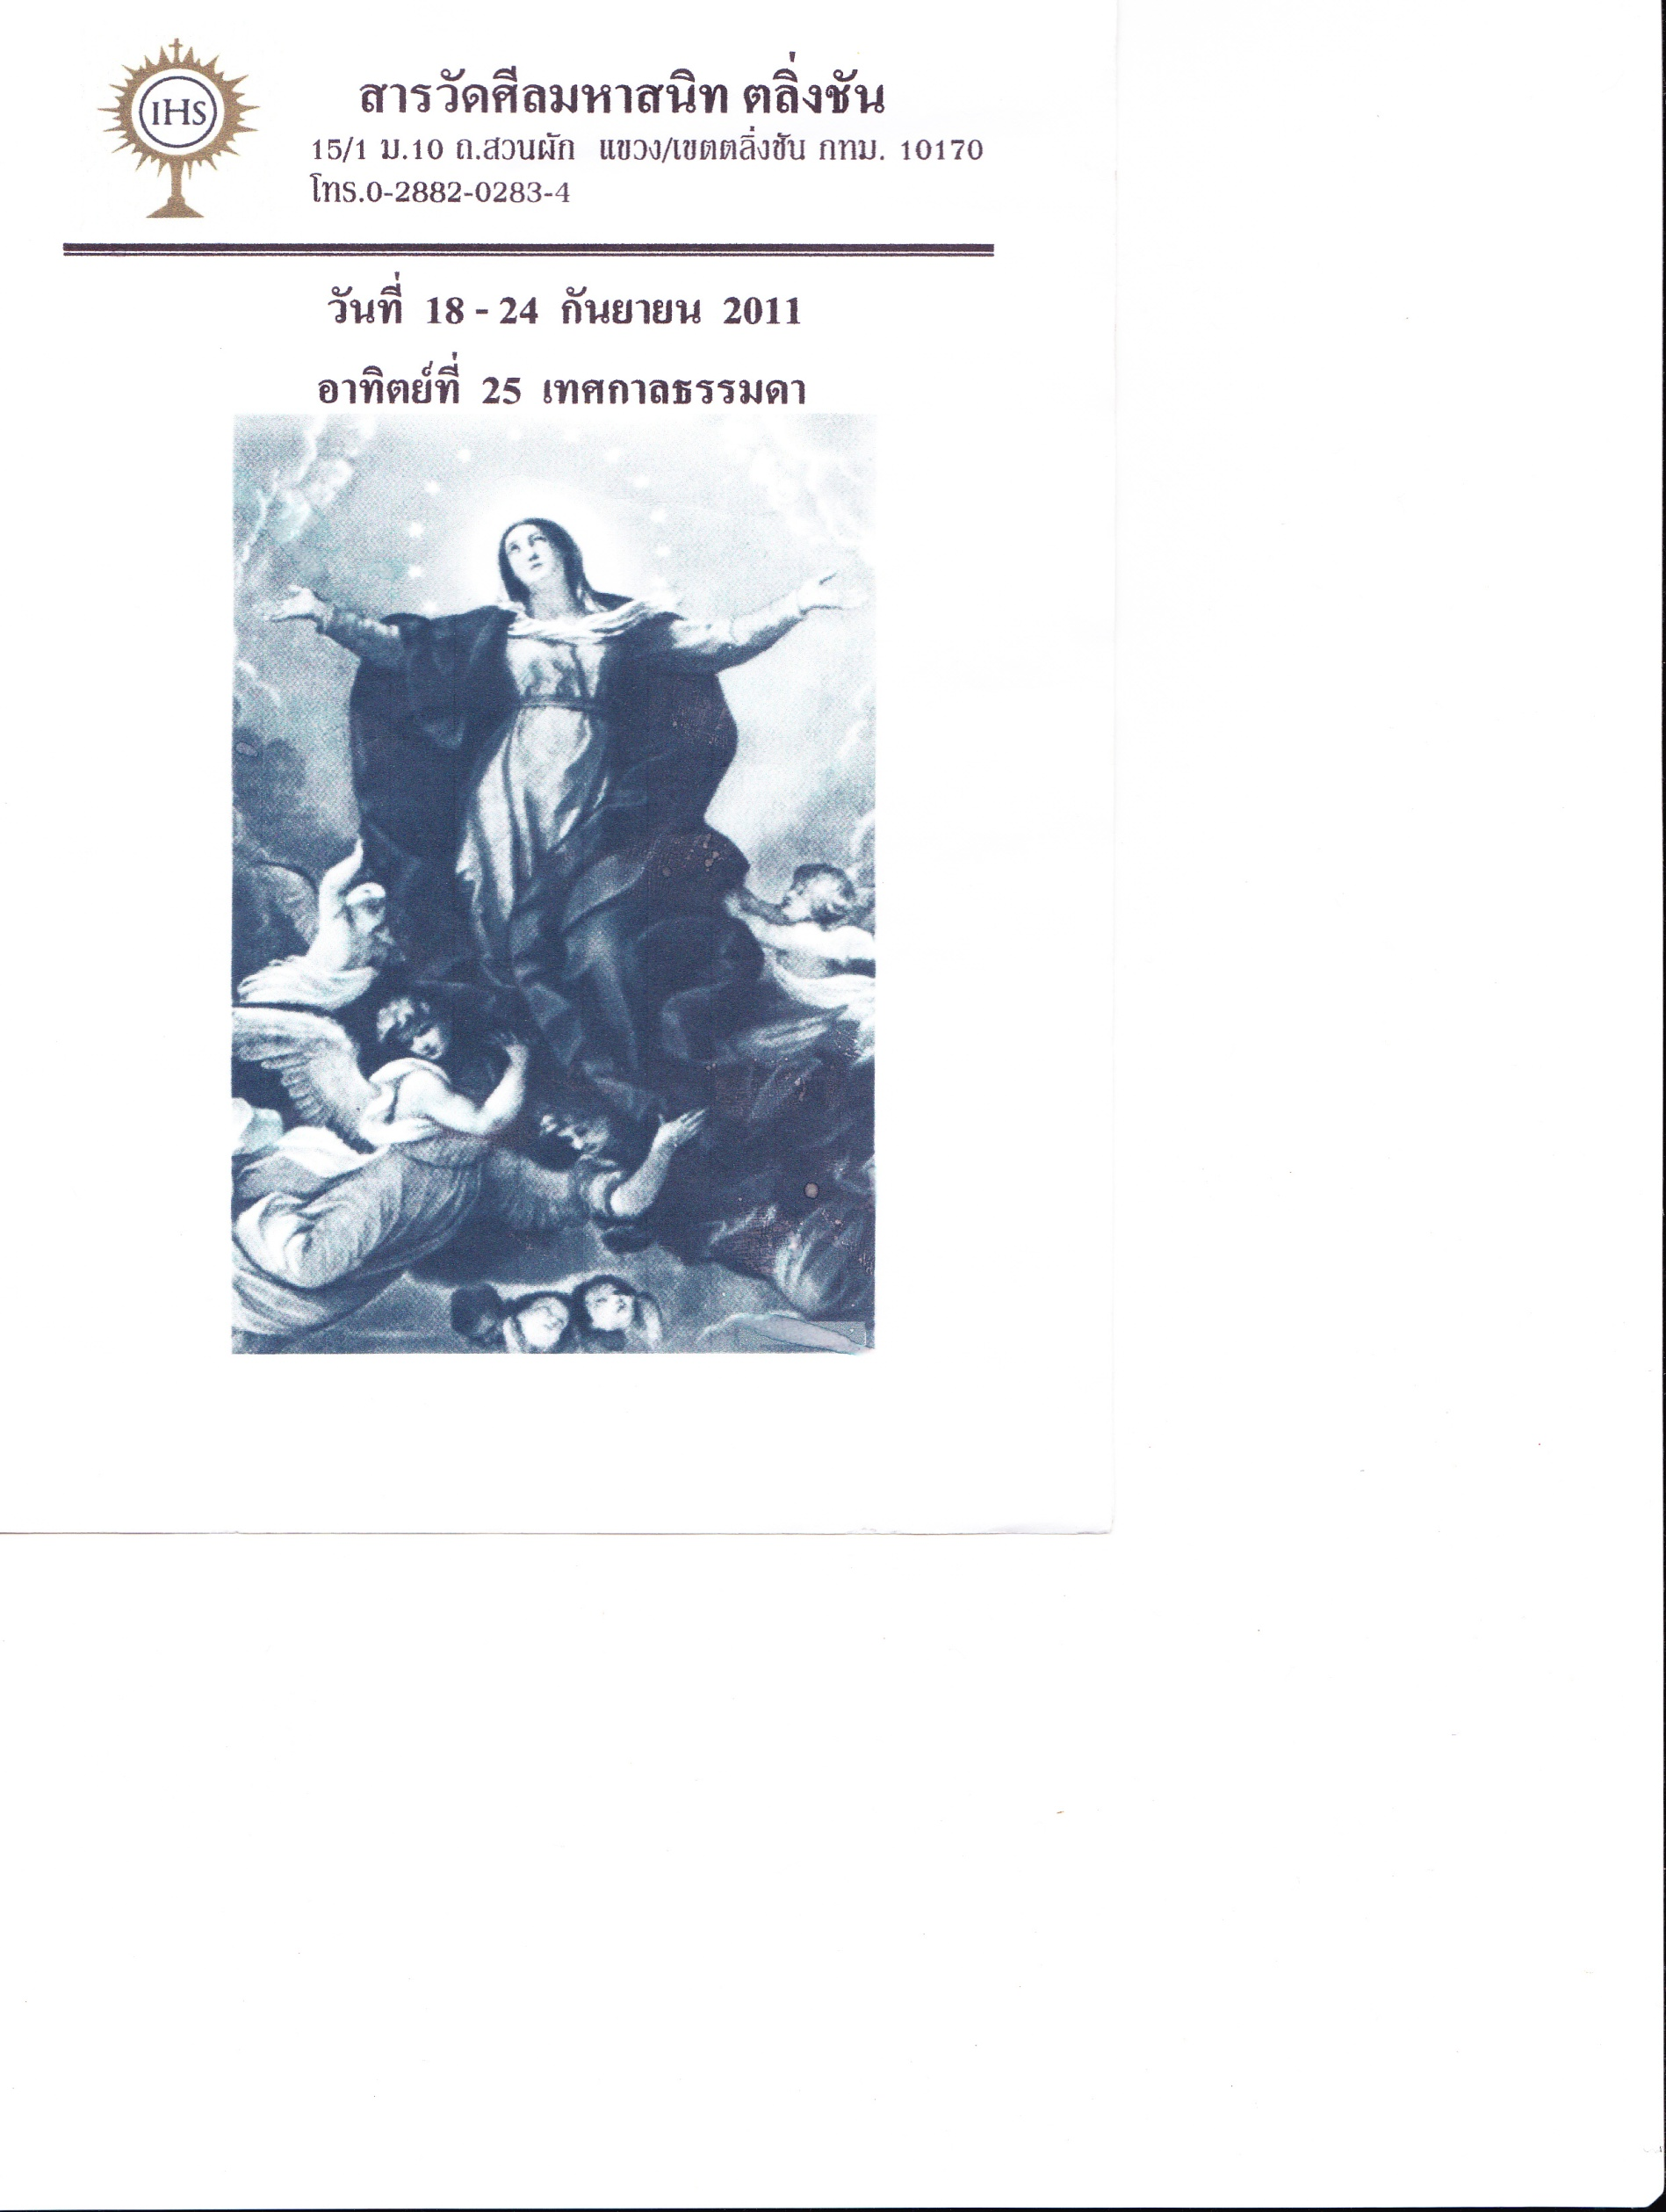 IHS
สารวัดศีลมหาสนิท ตลิ่งชัน
15/1 ม.10 ถ.สวนผัก แขวง/เขตตลิ่งชัน กทม. 10170
โทร.0-2882-0283-4
วันที่ 18 - 24 กันยายน 2011
อาทิตย์ที่ 25 เทศกาลธรรมดา